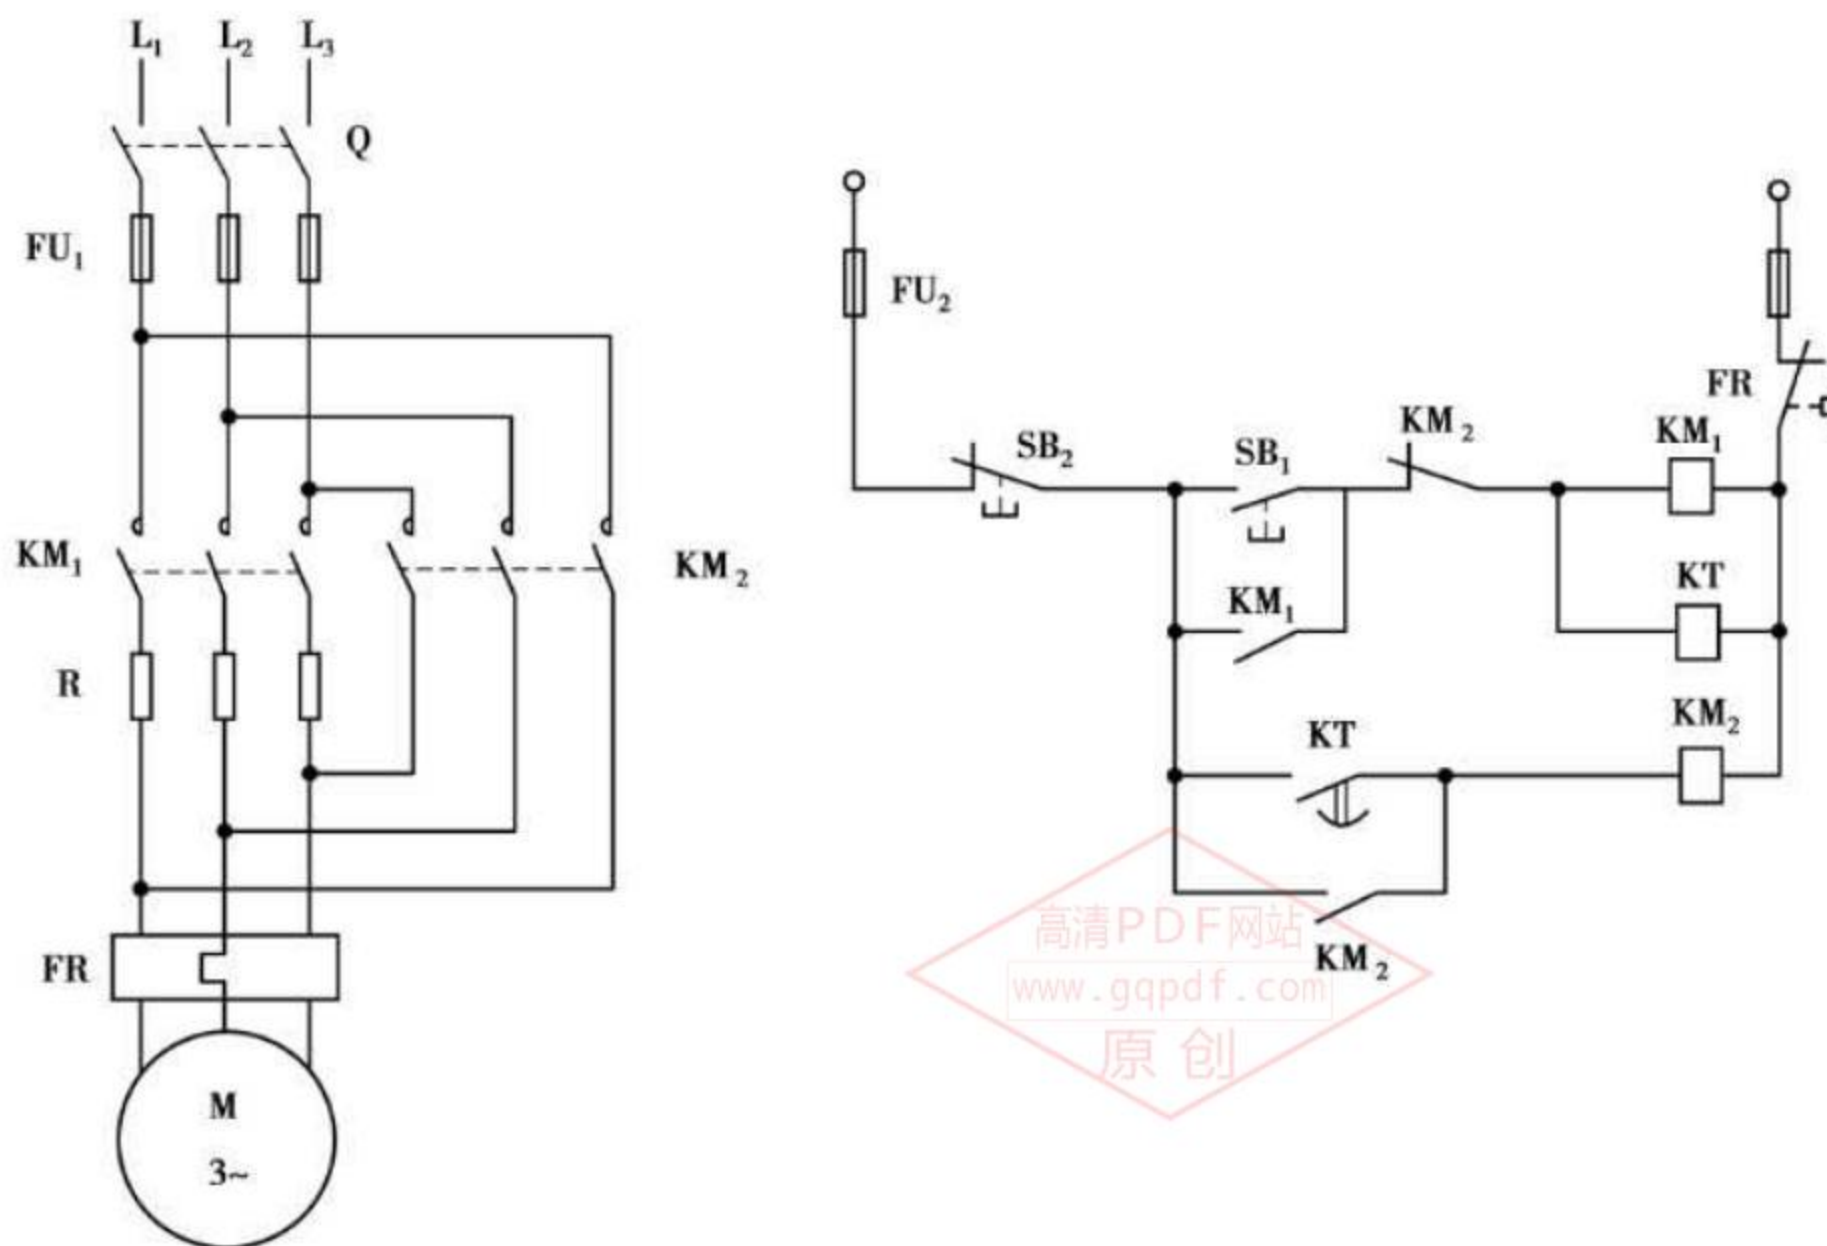 L₁ L₂ L₃
Q
FU₁
KM₁
KM₂
R
FR
M
3~
FU₂
FR
SB₂
SB₁
KM₂
KM₁
KM₁
KT
KT
KM₂
KM₂
高清PDF网站
www.gqpdf.com
原创